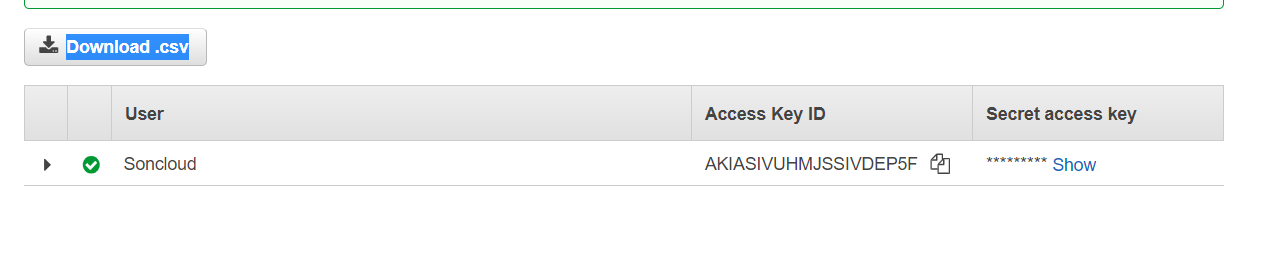 Download .csv
User Access Key ID Secret access key
Soncloud AKIASIVUHMJSSIVDEP5F ********* Show